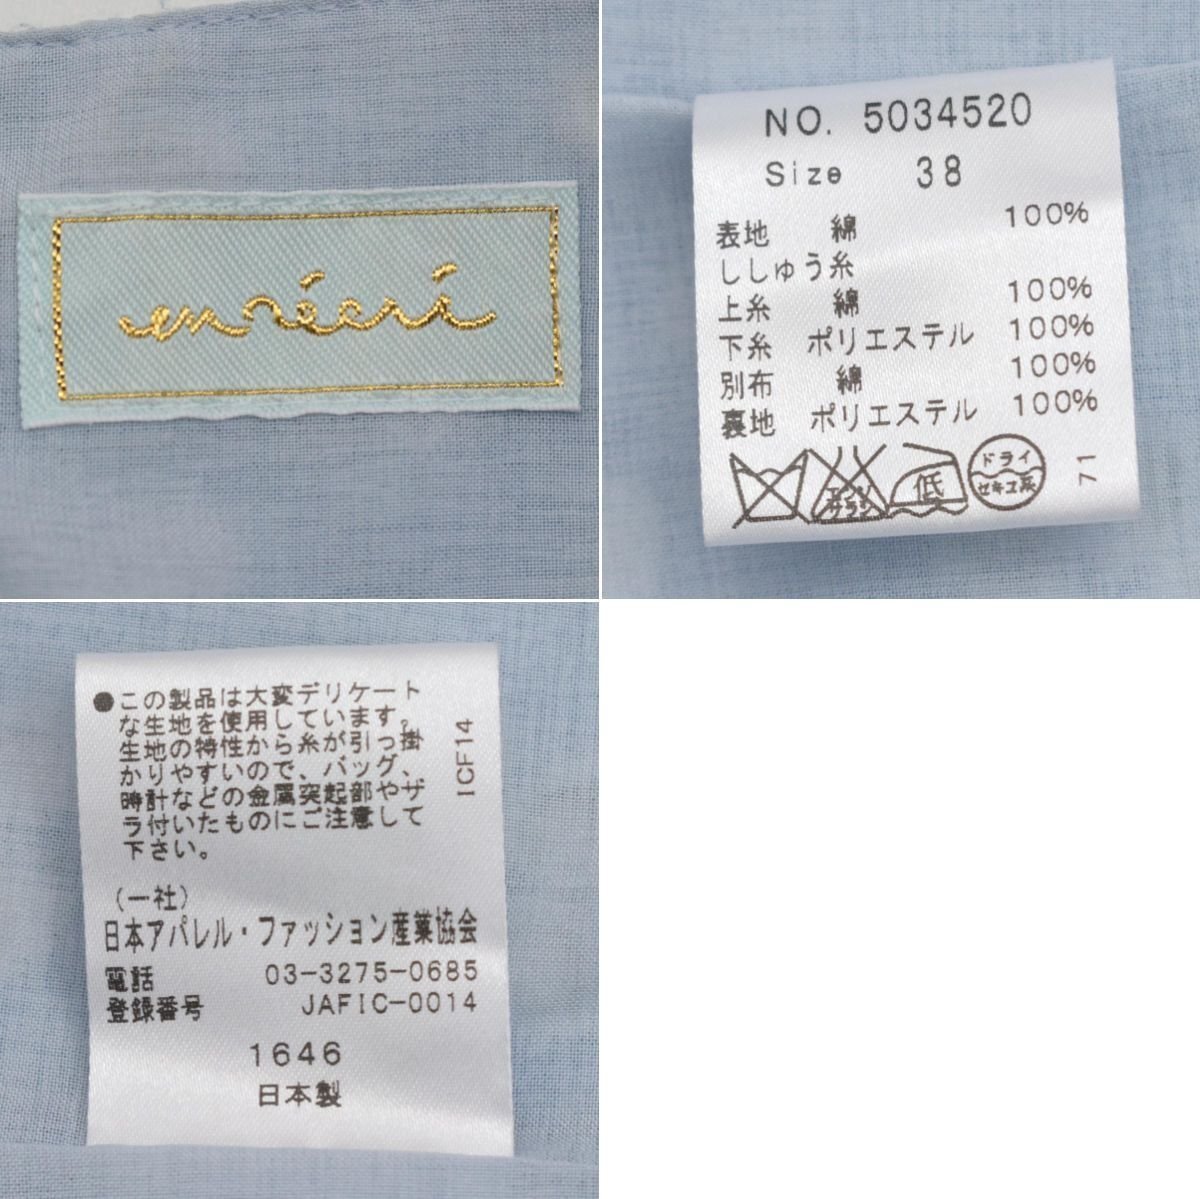 en récré
NO. 5034520
Size 38
表地 綿 100%
ししゅう糸
上糸 綿 100%
下糸 ポリエステル 100%
別布 綿 100%
裏地 ポリエステル 100%
エンソ
サラシ
低
ドライ
セキユ系
71
●この製品は大変デリケート
な生地を使用しています。
生地の特性から糸が引っ掛
かりやすいので、バッグ、
時計などの金属突起部やザ
ラ付いたものにご注意して
下さい。
ICF14
(一社)
日本アパレル・ファッション産業協会
電話 03-3275-0685
登録番号 JAFIC-0014
1646
日本製